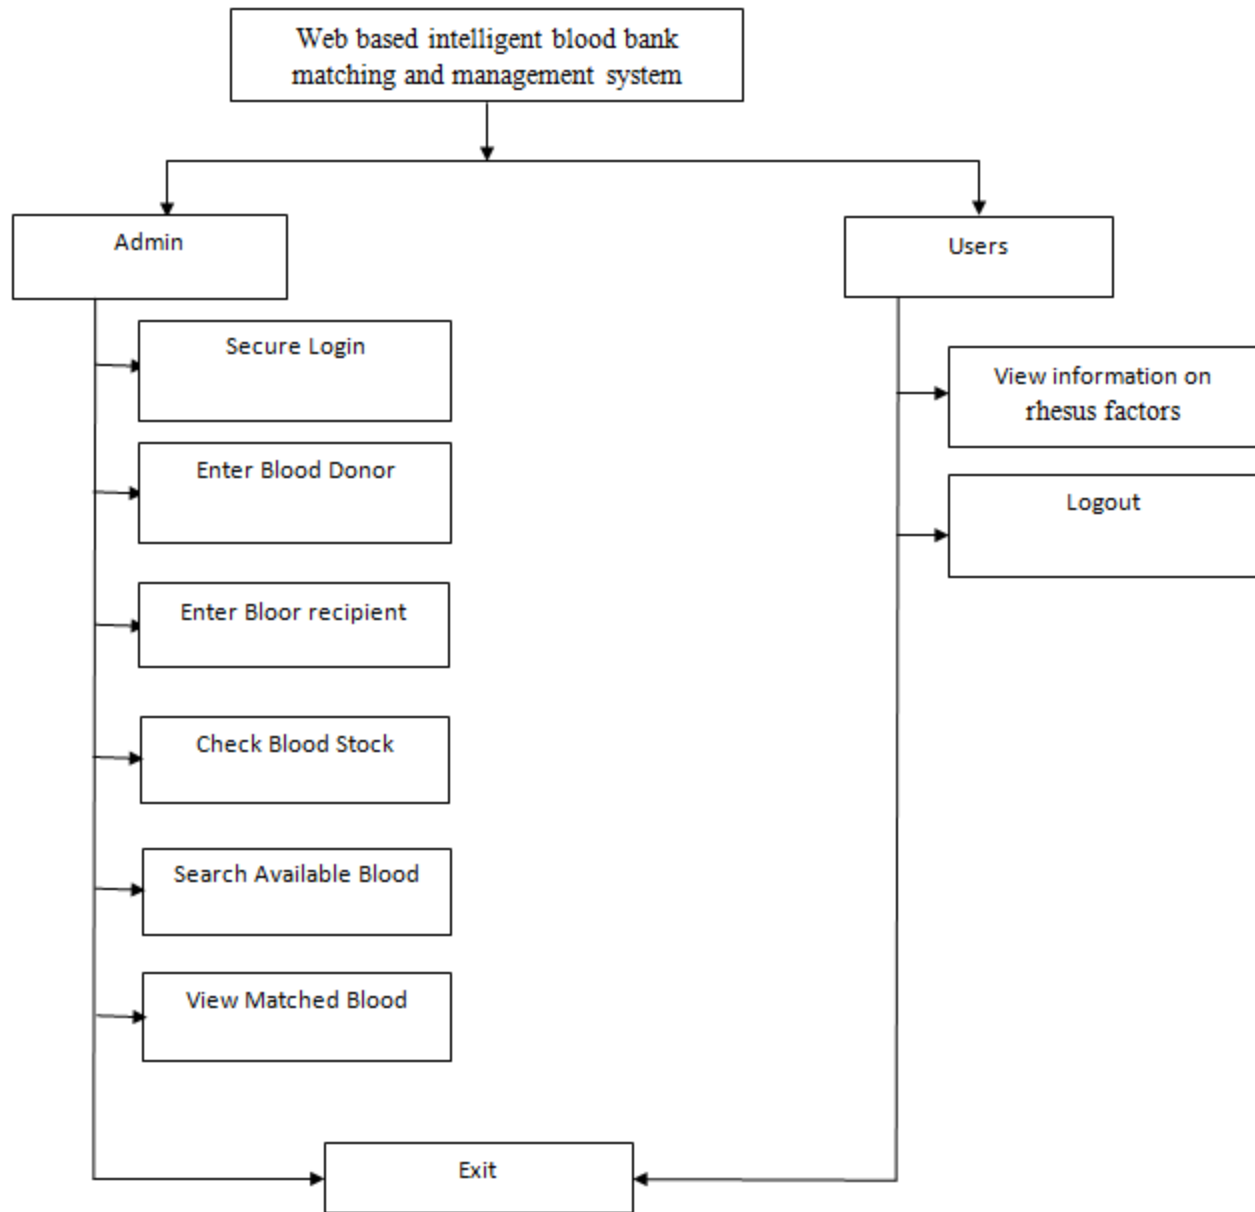 Web based intelligent blood bank
matching and management system
Admin
Users
Secure Login
View information on
rhesus factors
Enter Blood Donor
Logout
Enter Bloor recipient
Check Blood Stock
Search Available Blood
View Matched Blood
Exit